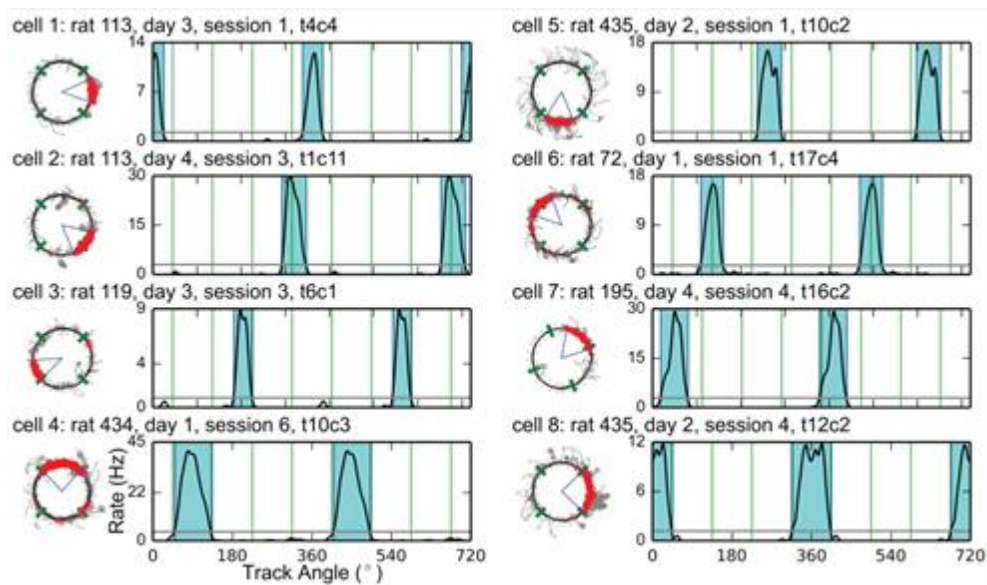 cell 1: rat 113, day 3, session 1, t4c4
14
7
0
cell 2: rat 113, day 4, session 3, t1c11
30
15
0
cell 3: rat 119, day 3, session 3, t6c1
9
4
0
cell 4: rat 434, day 1, session 6, t10c3
45
22
0
Rate (Hz)
0 180 360 540 720
Track Angle (°)
cell 5: rat 435, day 2, session 1, t10c2
18
9
0
cell 6: rat 72, day 1, session 1, t17c4
18
9
0
cell 7: rat 195, day 4, session 4, t16c2
30
15
0
cell 8: rat 435, day 2, session 4, t12c2
12
6
0
0 180 360 540 720